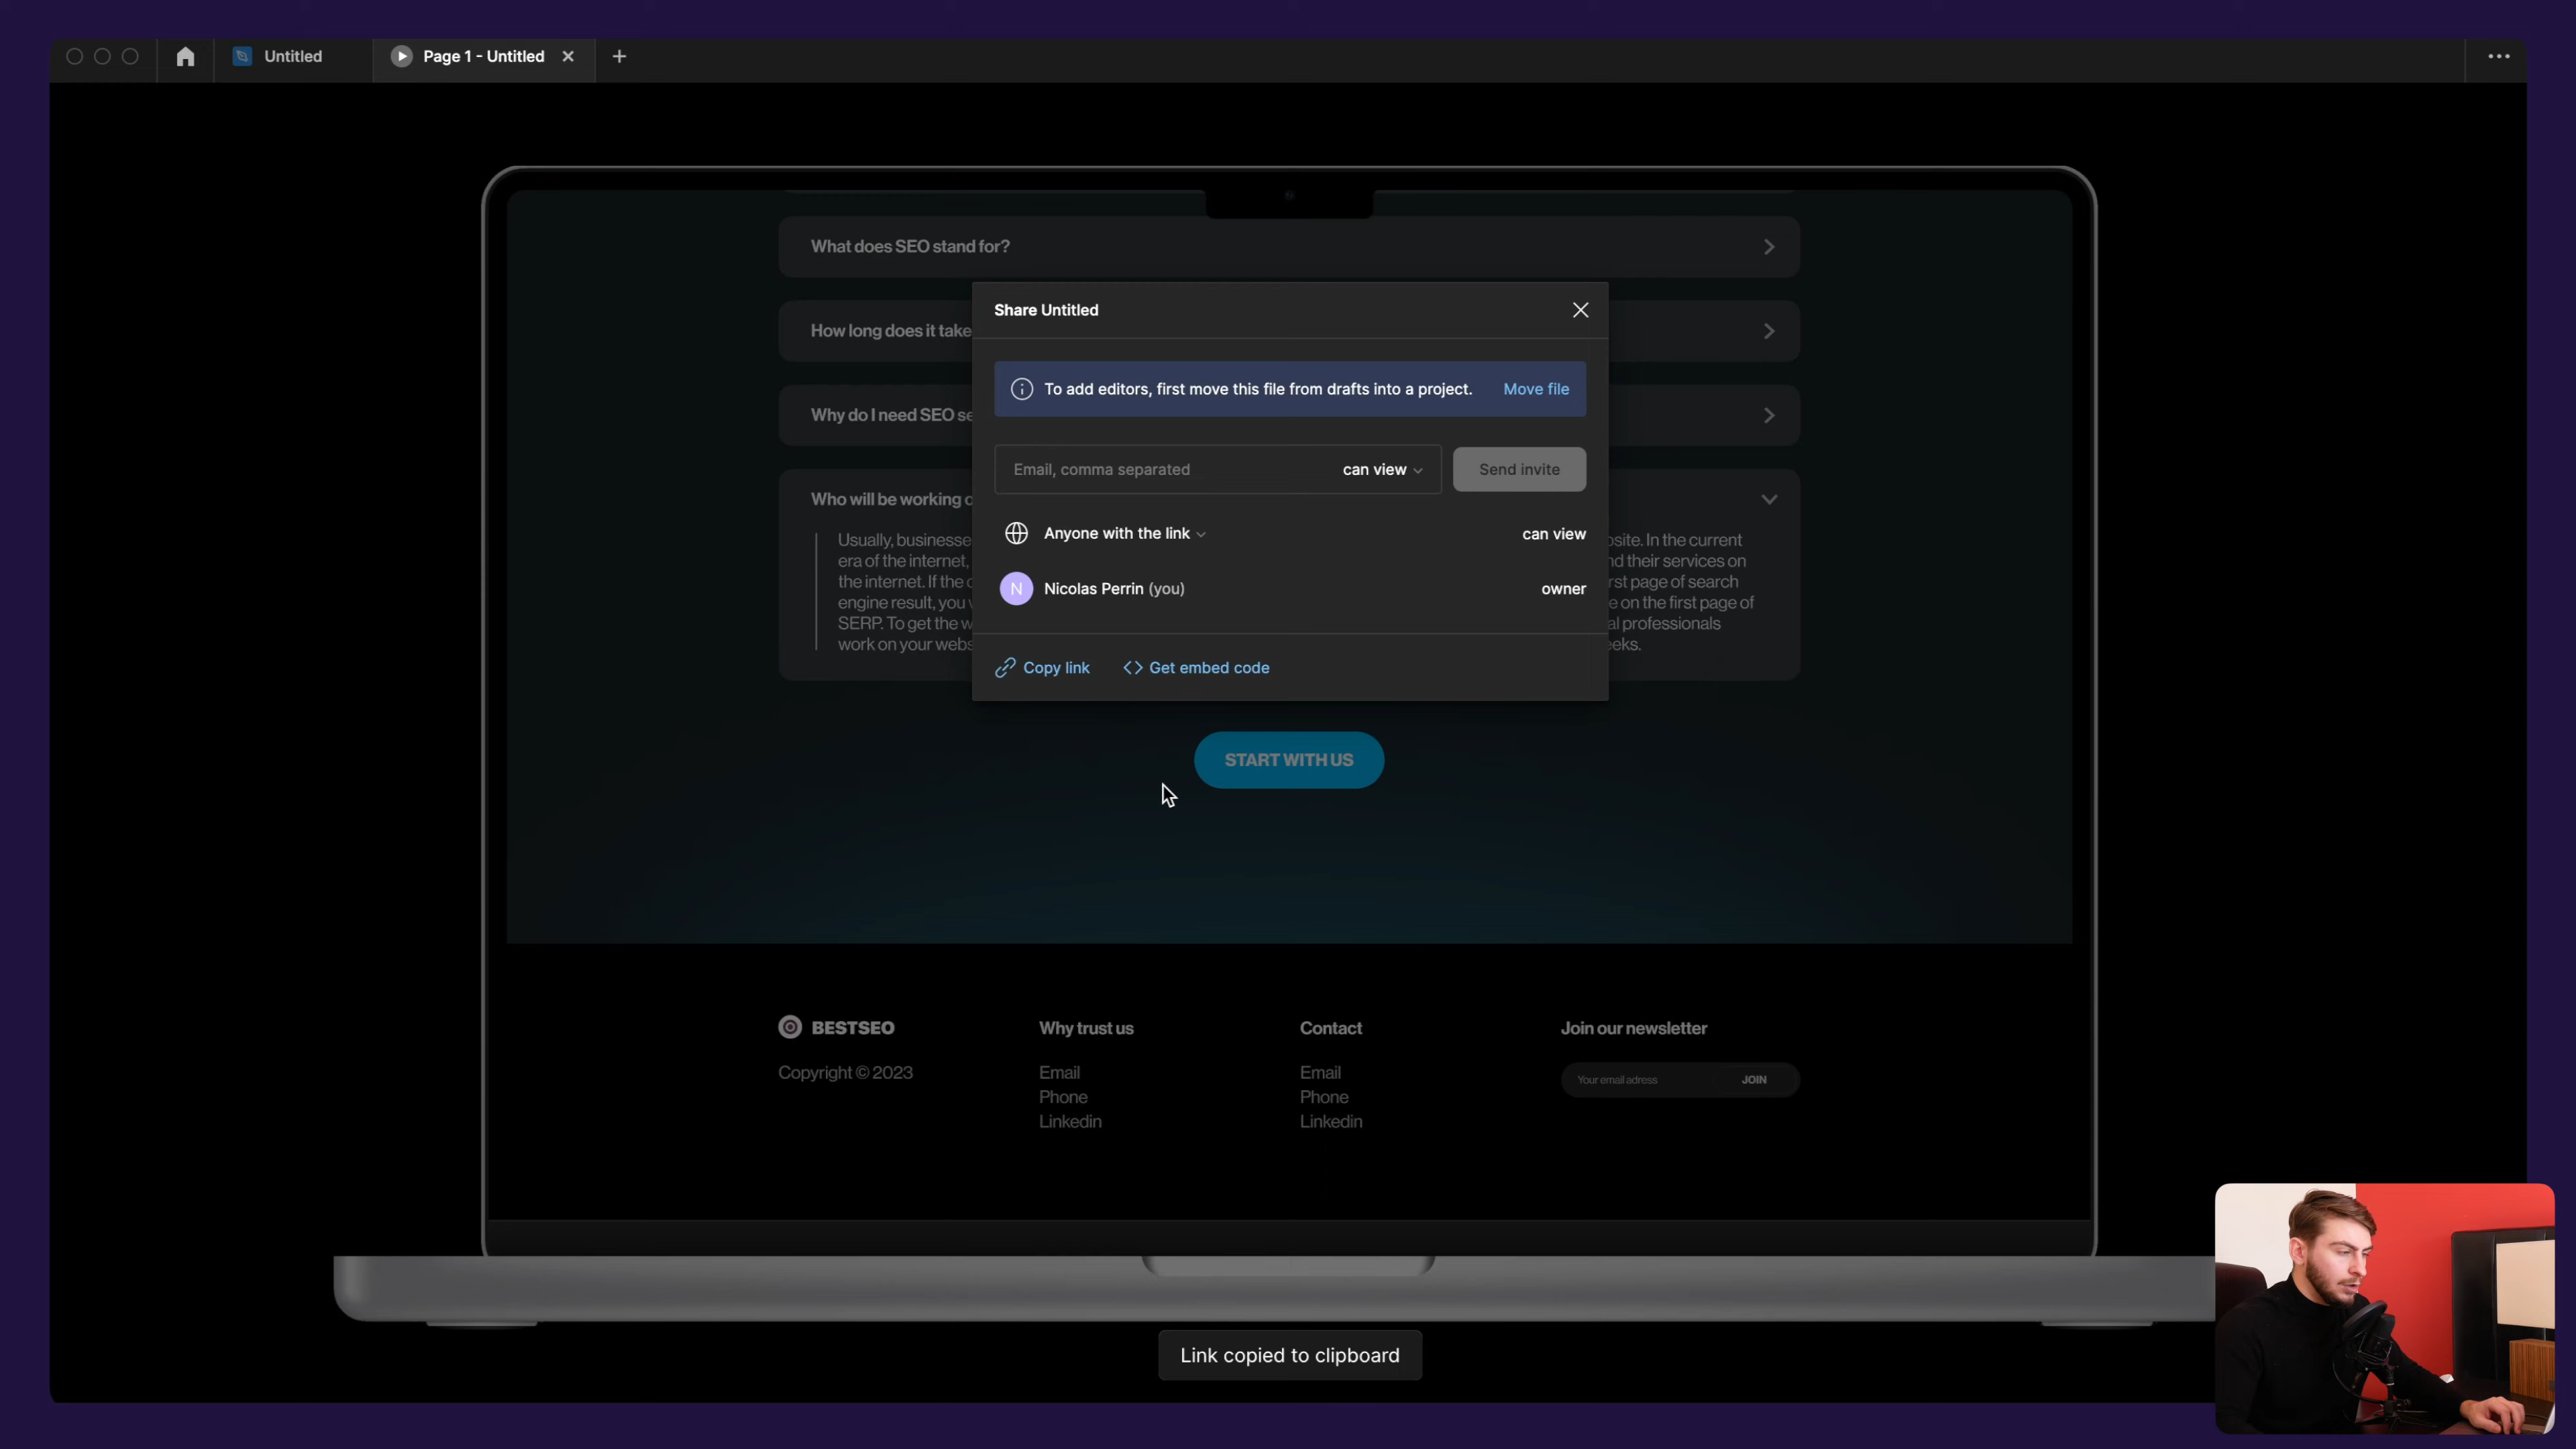 Untitled
Page 1 - Untitled
What does SEO stand for?
How long does it take
Why do I need SEO
Who will be working
Share Untitled
To add editors, first move this file from drafts into a project. Move file
Email, comma separated can view Send invite
Anyone with the link can view
N Nicolas Perrin (you) owner
Copy link Get embed code
Usually, businesse site. In the current
era of the internet, nd their services on
the internet. If the rst page of search
engine result, you e on the first page of
SERP. To get the w al professionals
work on your webs eeks.
START WITH US
BESTSEO
Copyright © 2023
Why trust us
Email
Phone
Linkedin
Contact
Email
Phone
Linkedin
Join our newsletter
Your email adress JOIN
Link copied to clipboard